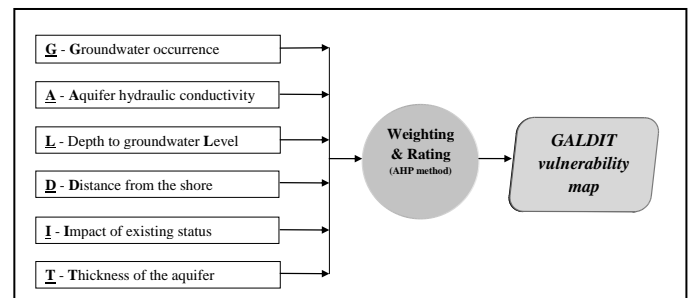 G - Groundwater occurrence
A - Aquifer hydraulic conductivity
L - Depth to groundwater Level
D - Distance from the shore
I - Impact of existing status
T - Thickness of the aquifer
Weighting
& Rating
(AHP method)
GALDIT
vulnerability
map